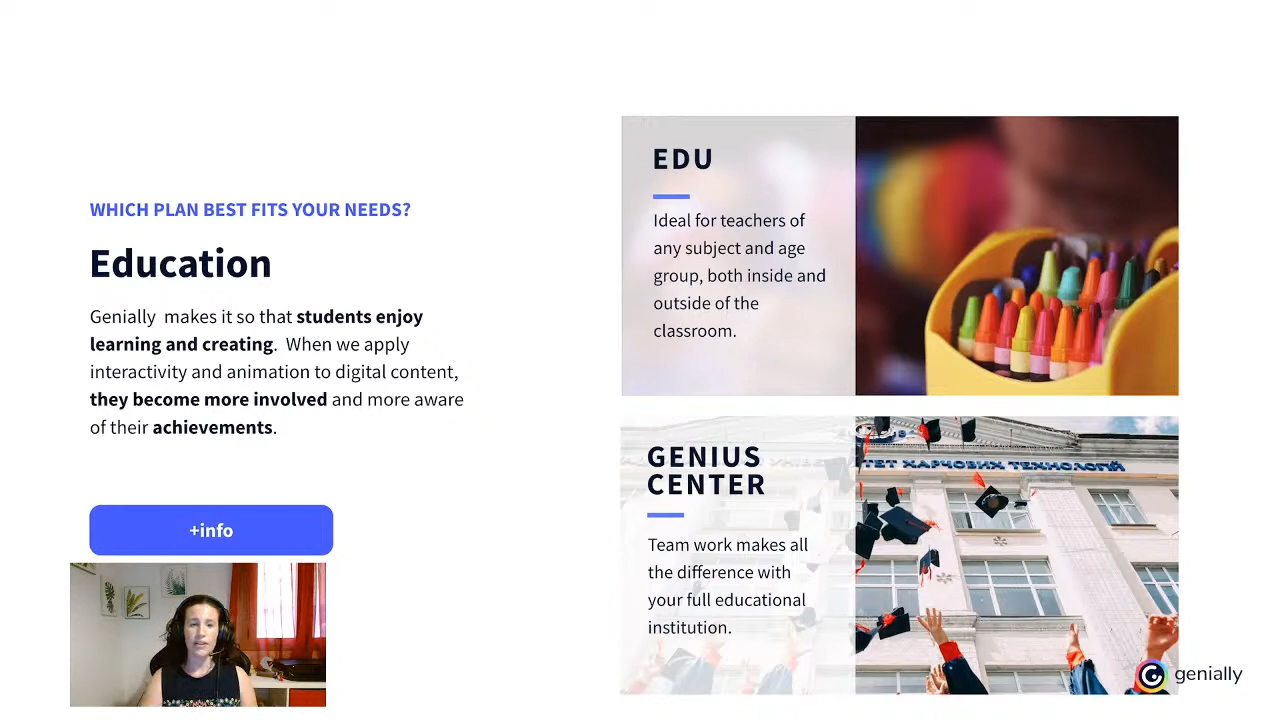 WHICH PLAN BEST FITS YOUR NEEDS?
Education
Genially makes it so that students enjoy
learning and creating. When we apply
interactivity and animation to digital content,
they become more involved and more aware
of their achievements.
+info
EDU
Ideal for teachers of
any subject and age
group, both inside and
outside of the
classroom.
GENIUS
CENTER
Team work makes all
the difference with
your full educational
institution.
ТЕТ ХАРЧОВИХ ТЕХНОЛОГІЙ
genially